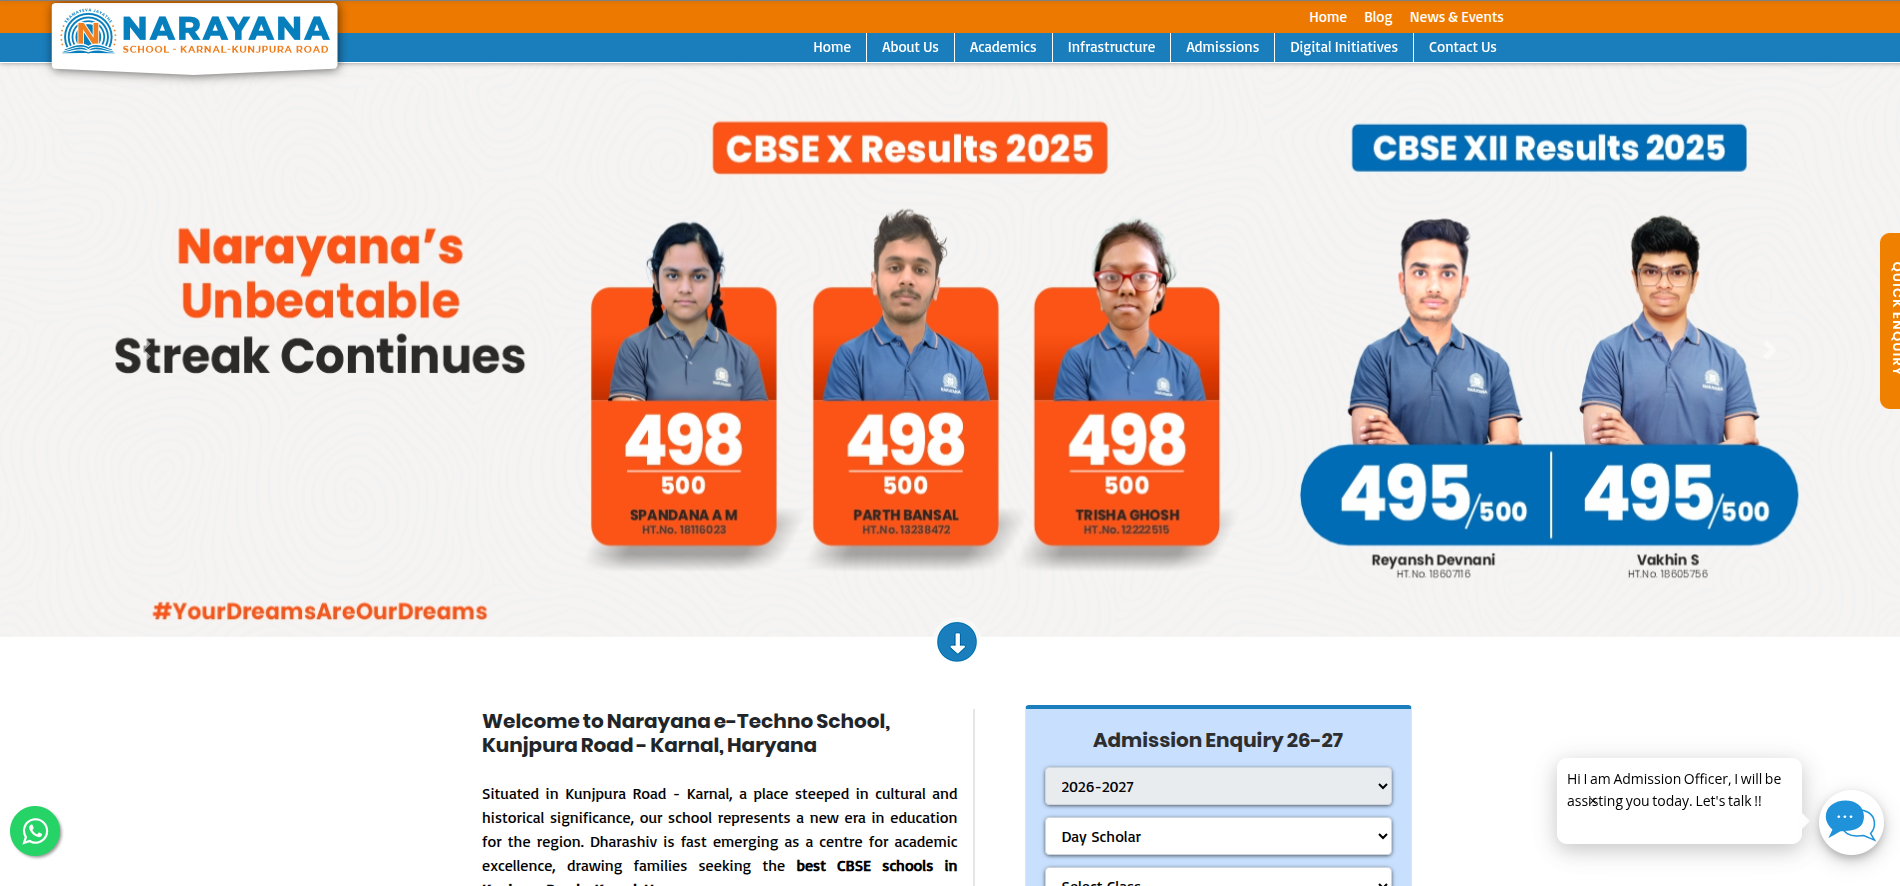 Home Blog News & Events
NARAYANA
SCHOOL - KARNAL-KUNJPURA ROAD
Home About Us Academics Infrastructure Admissions Digital Initiatives Contact Us
CBSE X Results 2025
CBSE XII Results 2025
Narayana's
Unbeatable
Streak Continues
QUICK ENQUIRY
NARAYANA
498
500
SPANDANA A M
HT.No. 18116023
498
500
PARTH BANSAL
HT.No. 13238472
498
500
TRISHA GHOSH
HT.No. 12222515
495/500
Reyansh Devnani
HT.No. 18607116
495/500
Vakhin S
HT.No. 18605756
#YourDreamsAreOurDreams
Welcome to Narayana e-Techno School,
Kunjpura Road - Karnal, Haryana
Situated in Kunjpura Road - Karnal, a place steeped in cultural and
historical significance, our school represents a new era in education
for the region. Dharashiv is fast emerging as a centre for academic
excellence, drawing families seeking the best CBSE schools in
Admission Enquiry 26-27
2026-2027
Day Scholar
Select Class
Hi I am Admission Officer, I will be
assisting you today. Let's talk !!